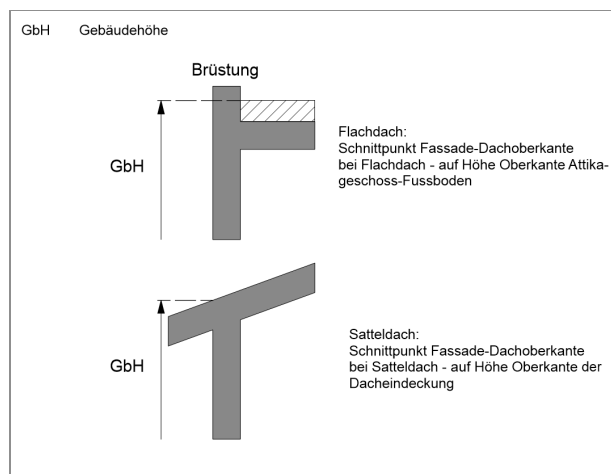 GbH Gebäudehöhe
Brüstung
GbH
Flachdach:
Schnittpunkt Fassade-Dachoberkante
bei Flachdach - auf Höhe Oberkante Attika-
geschoss-Fussboden
GbH
Satteldach:
Schnittpunkt Fassade-Dachoberkante
bei Satteldach - auf Höhe Oberkante der
Dacheindeckung